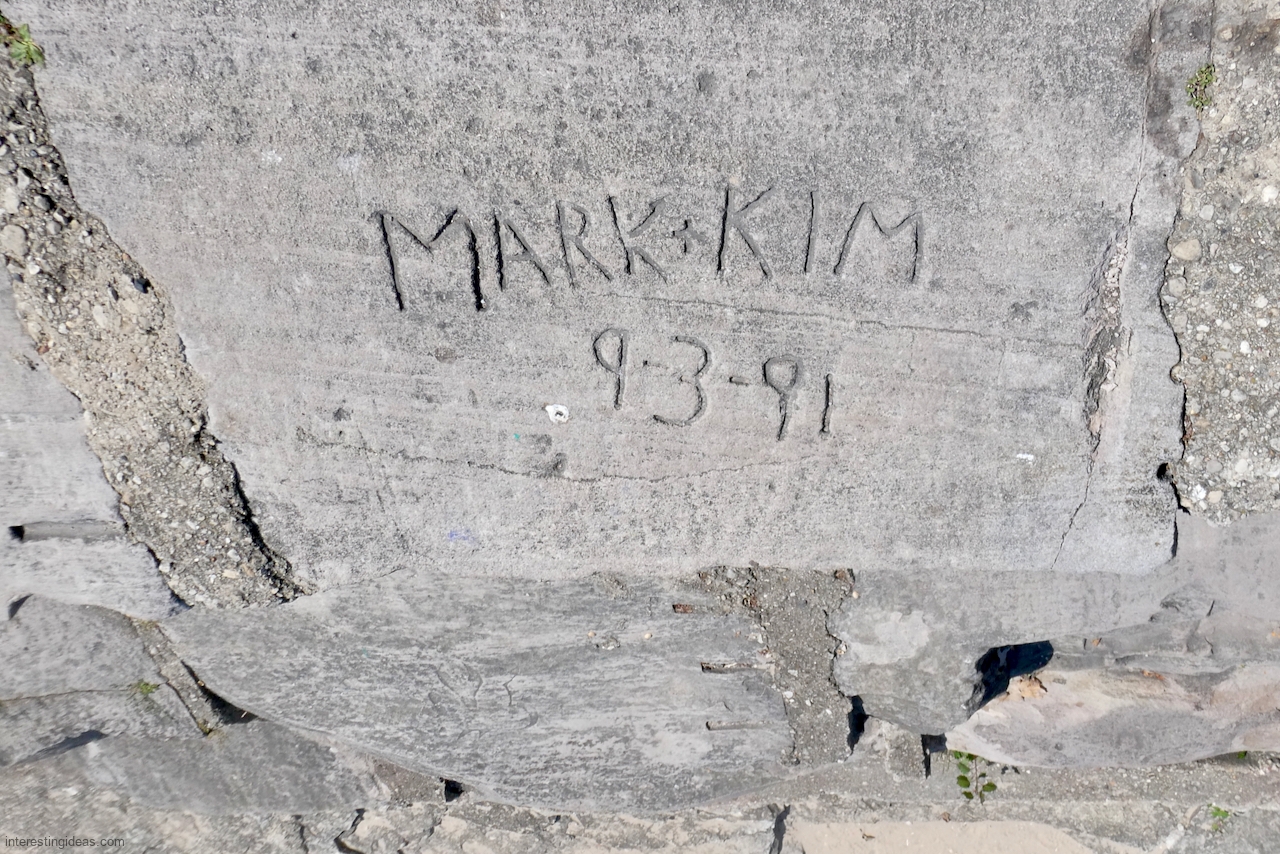 MARK + KIM
9-3-91
interestingideas.com